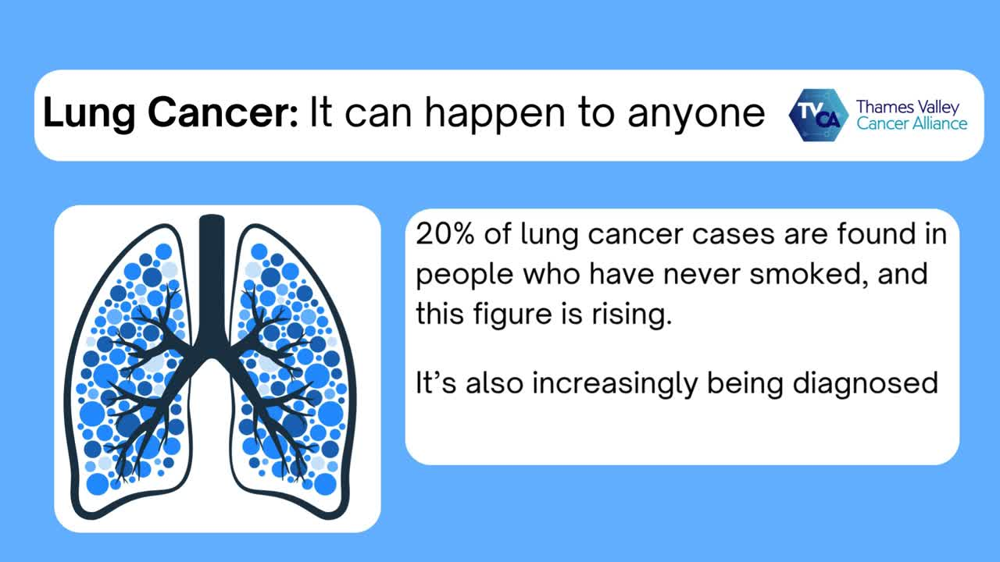 Lung Cancer: It can happen to anyone
TVCA
Thames Valley
Cancer Alliance
20% of lung cancer cases are found in
people who have never smoked, and
this figure is rising.
It’s also increasingly being diagnosed